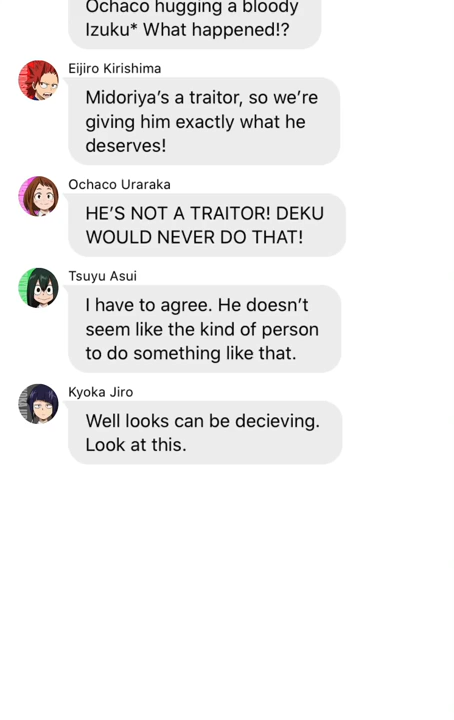 Ochaco hugging a bloody
Izuku* What happened!?
Eijiro Kirishima
Midoriya’s a traitor, so we’re
giving him exactly what he
deserves!
Ochaco Uraraka
HE’S NOT A TRAITOR! DEKU
WOULD NEVER DO THAT!
Tsuyu Asui
I have to agree. He doesn’t
seem like the kind of person
to do something like that.
Kyoka Jiro
Well looks can be decieving.
Look at this.